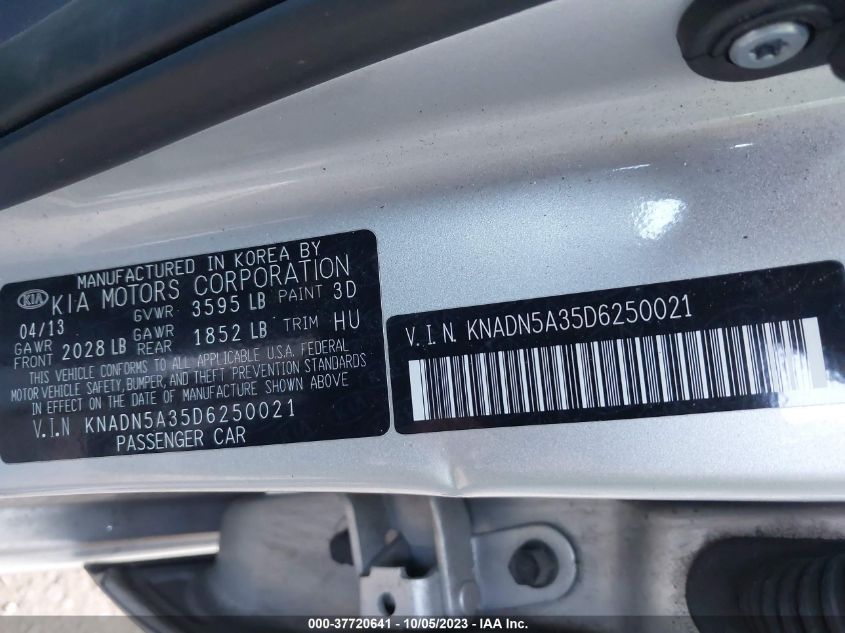 MANUFACTURED IN KOREA BY
KIA KIA MOTORS CORPORATION
04/13 GVWR 3595 LB PAINT 3D
GAWR FRONT 2028 LB GAWR REAR 1852 LB TRIM HU
THIS VEHICLE CONFORMS TO ALL APPLICABLE U.S.A. FEDERAL
MOTOR VEHICLE SAFETY, BUMPER, AND THEFT PREVENTION STANDARDS
IN EFFECT ON THE DATE OF MANUFACTURE SHOWN ABOVE
V.I.N KNADN5A35D6250021
PASSENGER CAR
V.I.N. KNADN5A35D6250021
000-37720641 - 10/05/2023 - IAA Inc.